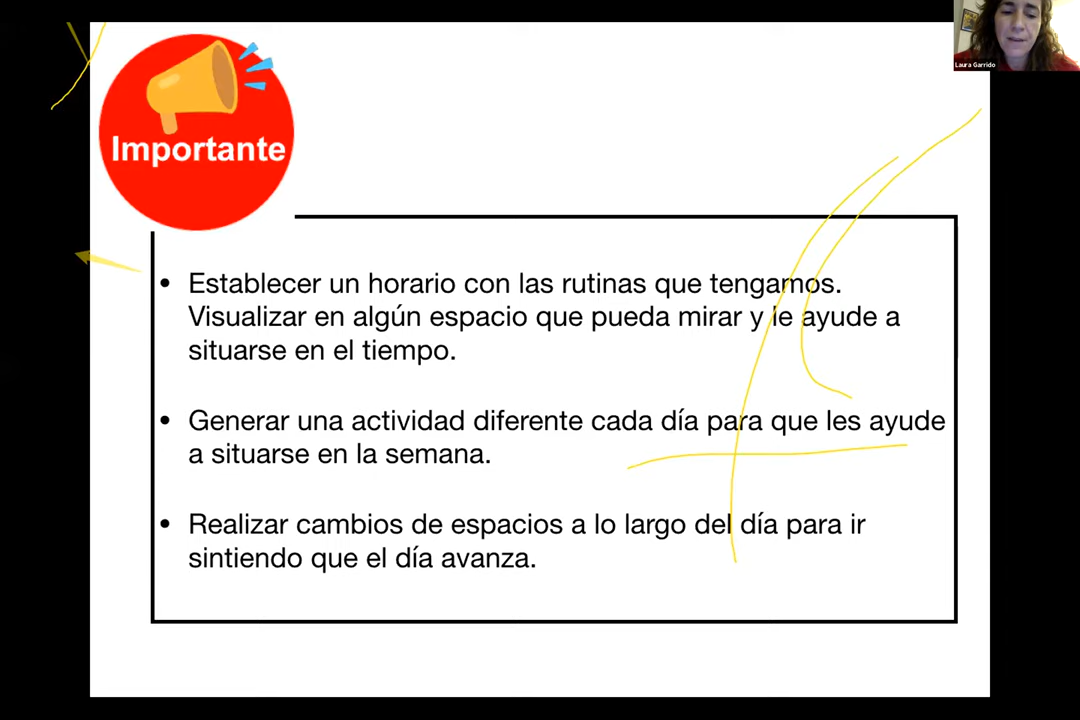 Laura Garrido
Importante
• Establecer un horario con las rutinas que tengamos.
Visualizar en algún espacio que pueda mirar y le ayude a
situarse en el tiempo.
• Generar una actividad diferente cada día para que les ayude
a situarse en la semana.
• Realizar cambios de espacios a lo largo del día para ir
sintiendo que el día avanza.